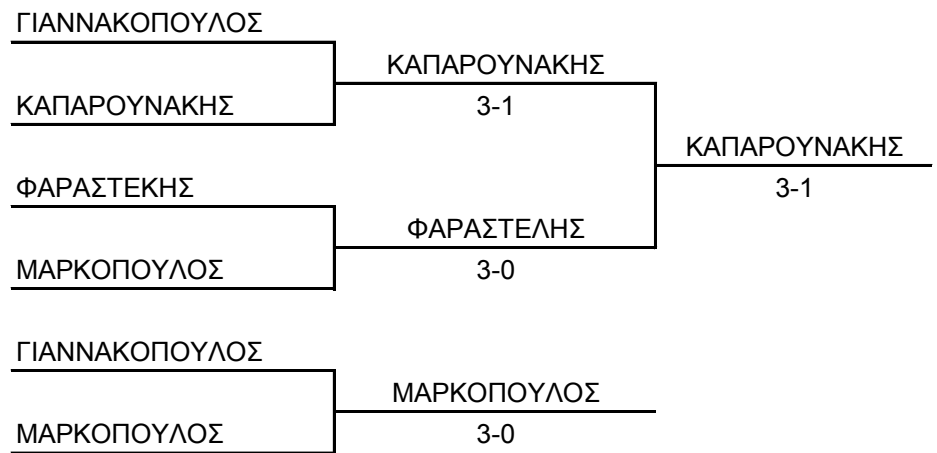 ΓΙΑΝΝΑΚΟΠΟΥΛΟΣ
ΚΑΠΑΡΟΥΝΑΚΗΣ
ΚΑΠΑΡΟΥΝΑΚΗΣ
3-1
ΚΑΠΑΡΟΥΝΑΚΗΣ
3-1
ΦΑΡΑΣΤΕΚΗΣ
ΦΑΡΑΣΤΕΛΗΣ
ΜΑΡΚΟΠΟΥΛΟΣ
3-0
ΓΙΑΝΝΑΚΟΠΟΥΛΟΣ
ΜΑΡΚΟΠΟΥΛΟΣ
ΜΑΡΚΟΠΟΥΛΟΣ
3-0